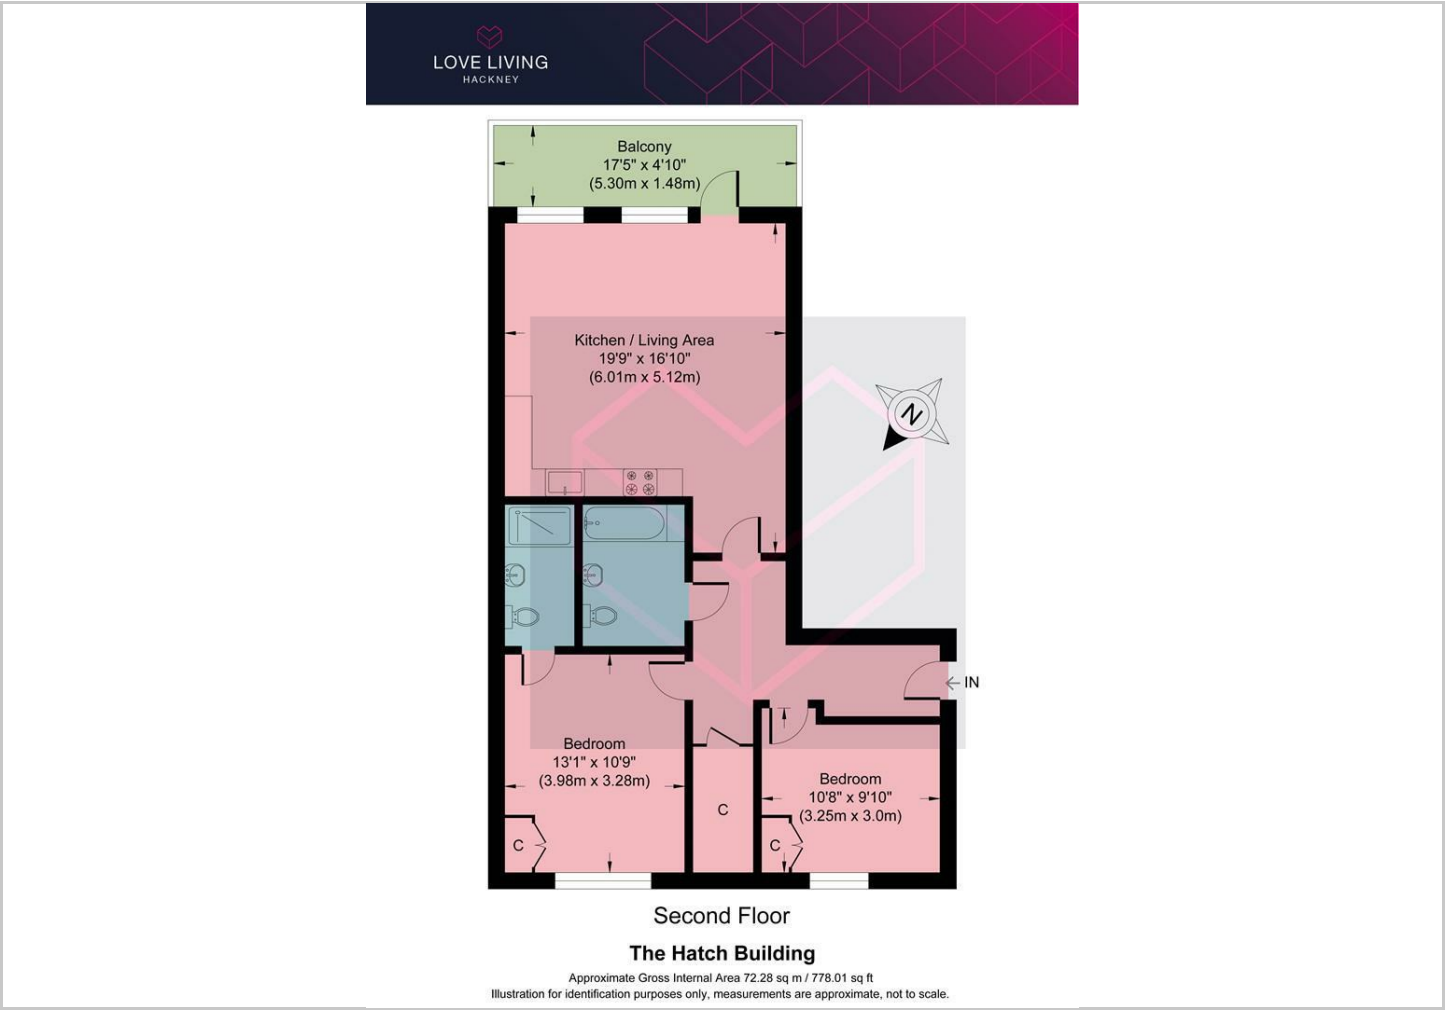 LOVE LIVING
HACKNEY
Balcony
17'5" x 4'10"
(5.30m x 1.48m)
Kitchen / Living Area
19'9" x 16'10"
(6.01m x 5.12m)
N
IN
Bedroom
13'1" x 10'9"
(3.98m x 3.28m)
Bedroom
10'8" x 9'10"
(3.25m x 3.0m)
C
C
C
Second Floor
The Hatch Building
Approximate Gross Internal Area 72.28 sq m / 778.01 sq ft
Illustration for identification purposes only, measurements are approximate, not to scale.